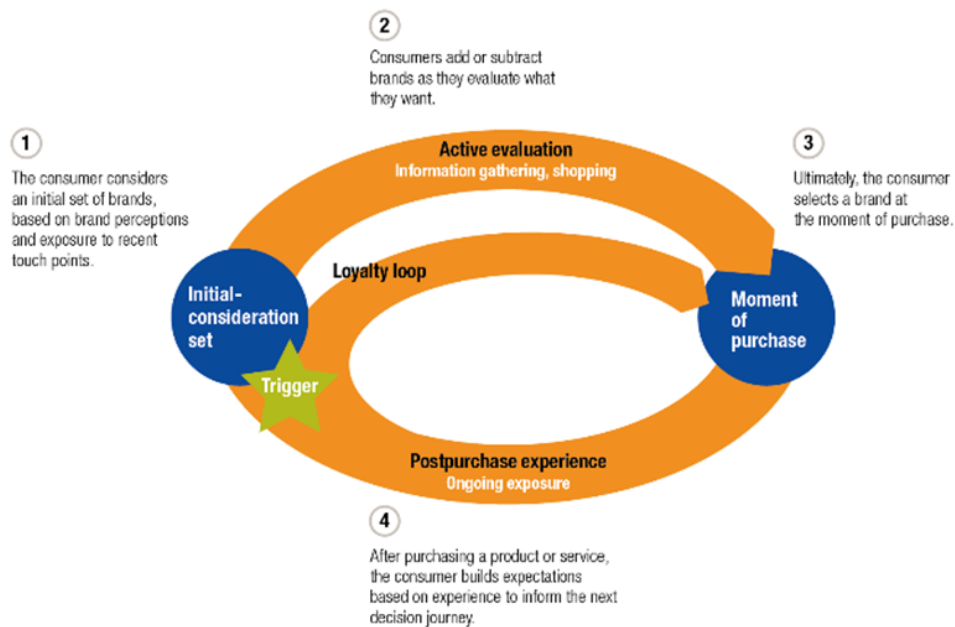 2
Consumers add or subtract
brands as they evaluate what
they want.
1
The consumer considers
an initial set of brands,
based on brand perceptions
and exposure to recent
touch points.
3
Ultimately, the consumer
selects a brand at
the moment of purchase.
Active evaluation
Information gathering, shopping
Loyalty loop
Initial-
consideration
set
Moment
of
purchase
Trigger
Postpurchase experience
Ongoing exposure
4
After purchasing a product or service,
the consumer builds expectations
based on experience to inform the next
decision journey.